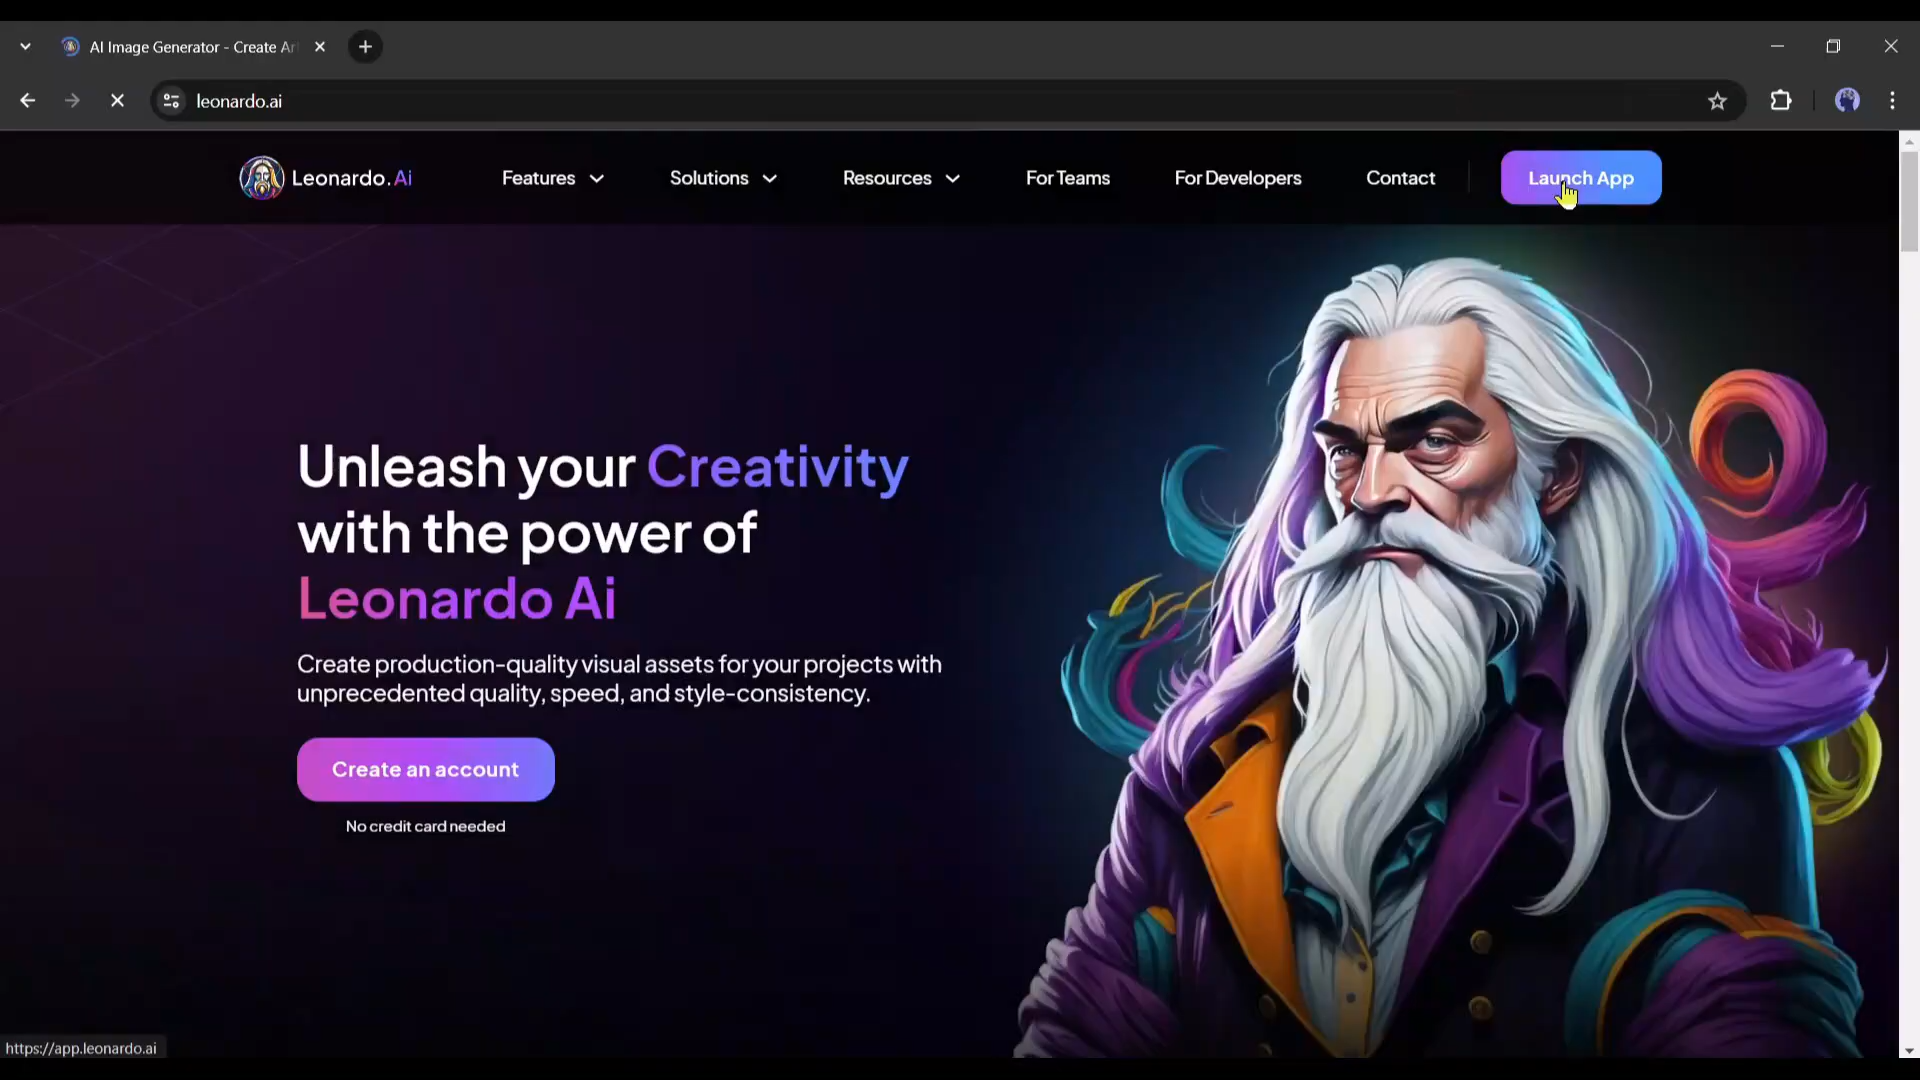 AI Image Generator - Create Ar
leonardo.ai
Leonardo.Ai
Features
Solutions
Resources
For Teams
For Developers
Contact
Launch App
Unleash your Creativity
with the power of
Leonardo Ai
Create production-quality visual assets for your projects with
unprecedented quality, speed, and style-consistency.
Create an account
No credit card needed
https://app.leonardo.ai